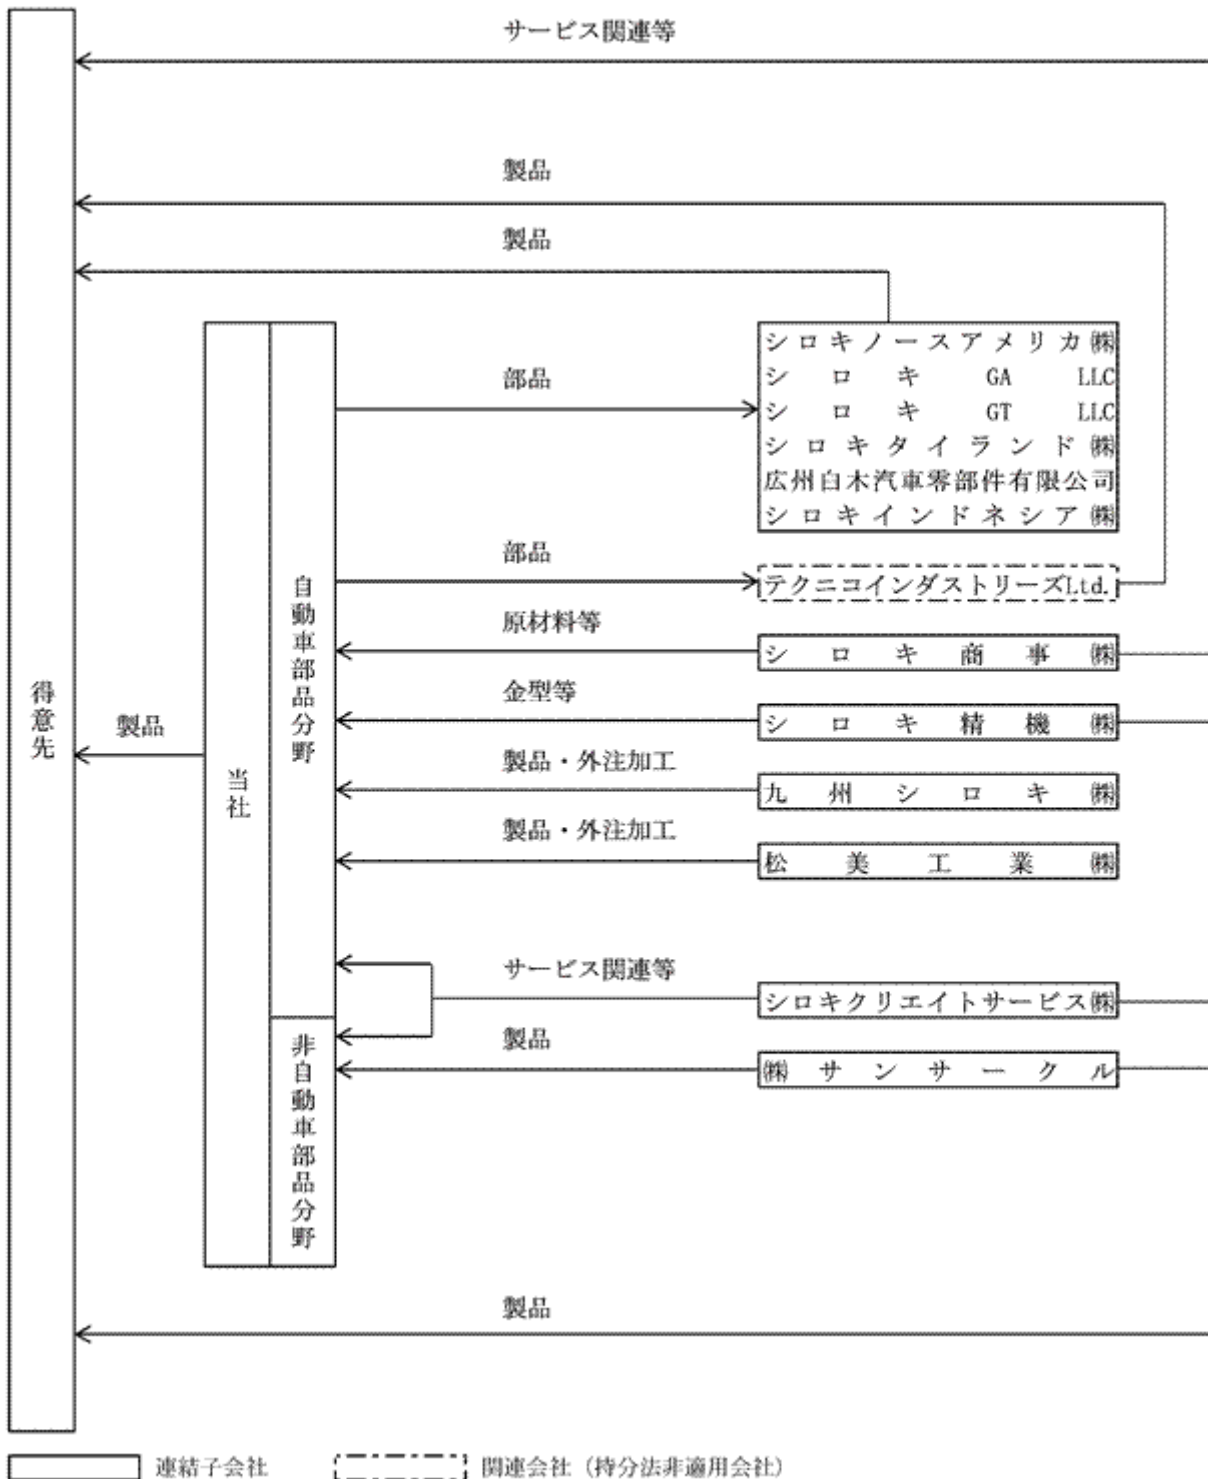 サービス関連等
製品
製品
シロキノースアメリカ㈱
シロキ GA LLC
シロキ GT LLC
シロキタイランド㈱
広州白木汽車零部件有限公司
シロキインドネシア㈱
部品
部品
テクニコインダストリーズLtd.
原材料等
シロキ商事㈱
金型等
シロキ精機㈱
製品・外注加工
九州シロキ㈱
製品・外注加工
松美工業㈱
サービス関連等
シロキクリエイトサービス㈱
製品
㈱サンサークル
得意先
製品
当社
自動車部品分野
非自動車部品分野
製品
連結子会社
関連会社（持分法非適用会社）